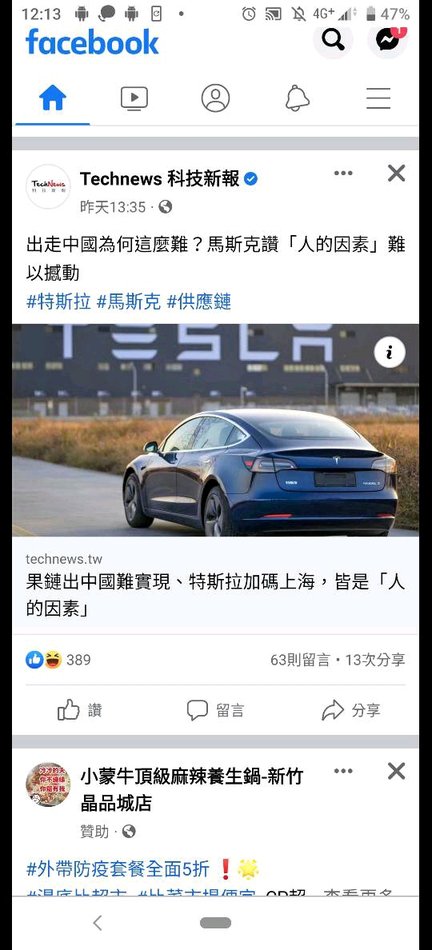 12:13
4G+
47%
facebook
TechNews
Technews 科技新報
昨天13:35
出走中國為何這麼難？馬斯克讚「人的因素」難
以撼動
#特斯拉 #馬斯克 #供應鏈
TESLA
technews.tw
果鏈出中國難實現、特斯拉加碼上海，皆是「人
的因素」
389
63則留言・13次分享
讚
留言
分享
小蒙牛頂級麻辣養生鍋-新竹
晶品城店
贊助
#外帶防疫套餐全面5折❗🌟